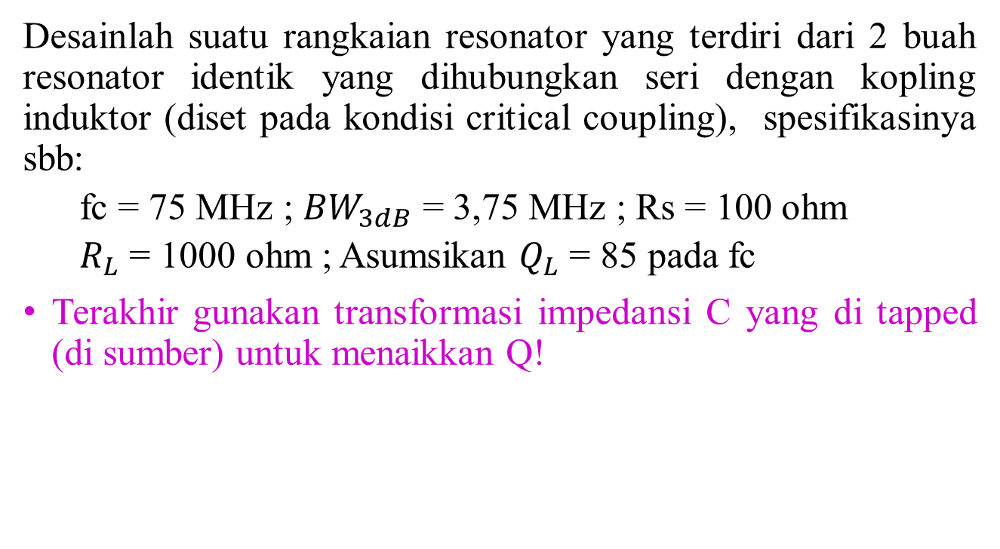 Desainlah suatu rangkaian resonator yang terdiri dari 2 buah
resonator identik yang dihubungkan seri dengan kopling
induktor (diset pada kondisi critical coupling), spesifikasinya
sbb:
fc = 75 MHz ; BW_{3dB} = 3,75 MHz ; Rs = 100 ohm
R_L = 1000 ohm ; Asumsikan Q_L = 85 pada fc
• Terakhir gunakan transformasi impedansi C yang di tapped
(di sumber) untuk menaikkan Q!